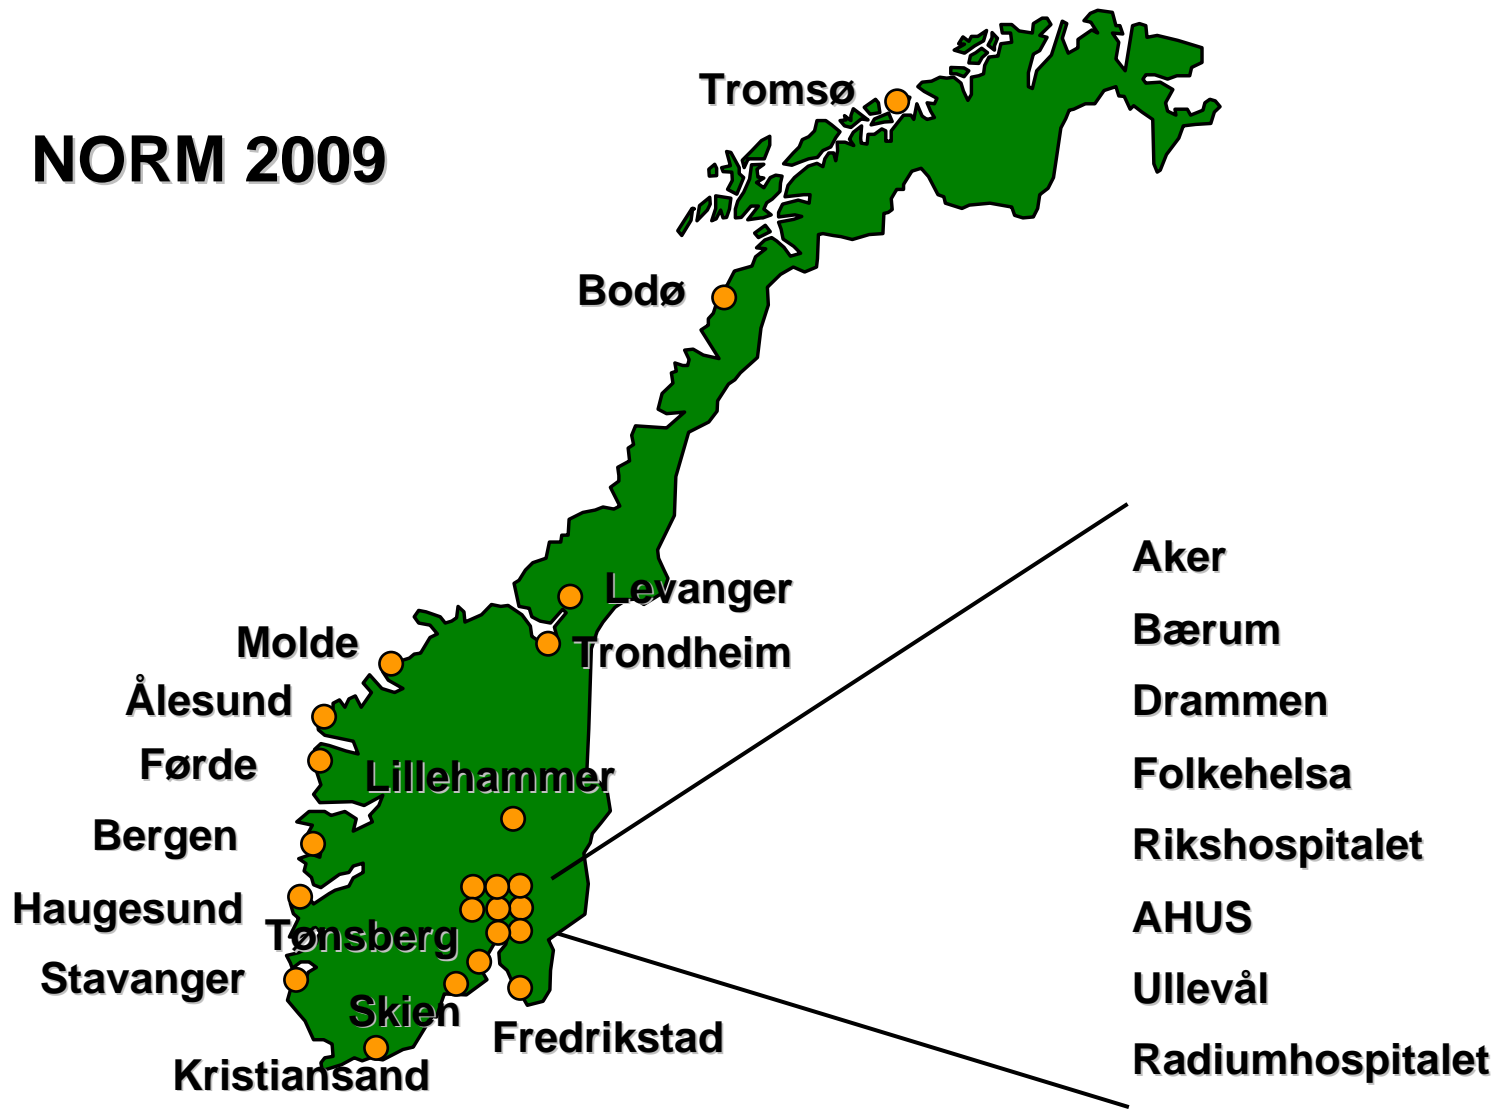 Tromsø
NORM 2009
Bodø
Levanger
Trondheim
Molde
Ålesund
Førde
Lillehammer
Bergen
Haugesund
Tønsberg
Stavanger
Skien
Fredrikstad
Kristiansand
Aker
Bærum
Drammen
Folkehelsa
Rikshospitalet
AHUS
Ullevål
Radiumhospitalet